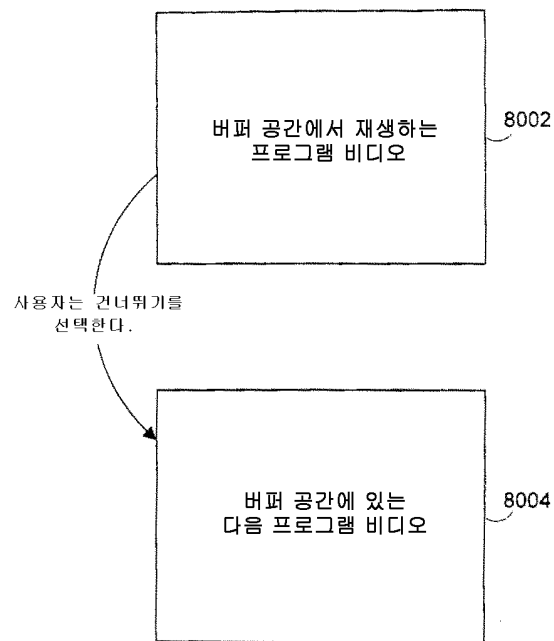 버퍼 공간에서 재생하는
프로그램 비디오
8002
사용자는 건너뛰기를
선택한다.
버퍼 공간에 있는
다음 프로그램 비디오
8004